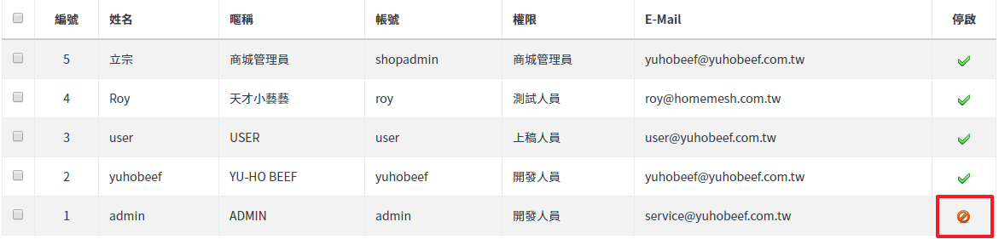 編號 姓名 暱稱 帳號 權限 E-Mail 停啟
5 立宗 商城管理員 shopadmin 商城管理員 yuhobeef@yuhobeef.com.tw
4 Roy 天才小藝藝 roy 測試人員 roy@homemesh.com.tw
3 user USER user 上稿人員 user@yuhobeef.com.tw
2 yuhobeef YU-HO BEEF yuhobeef 開發人員 yuhobeef@yuhobeef.com.tw
1 admin ADMIN admin 開發人員 service@yuhobeef.com.tw